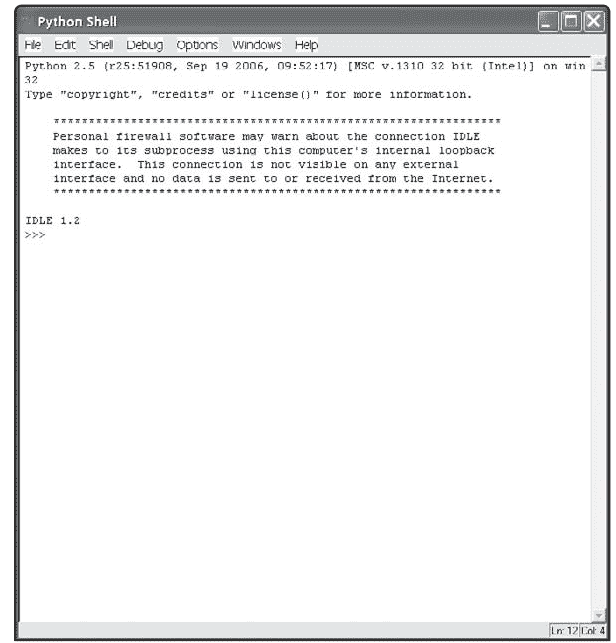 Python Shell
File Edit Shell Debug Options Windows Help
Python 2.5 (r25:51908, Sep 19 2006, 09:52:17) [MSC v.1310 32 bit (Intel)] on win
32
Type "copyright", "credits" or "license()" for more information.
****************************************************************
Personal firewall software may warn about the connection IDLE
makes to its subprocess using this computer's internal loopback
interface. This connection is not visible on any external
interface and no data is sent to or received from the Internet.
****************************************************************
IDLE 1.2
>>>
Ln: 12 Col: 4